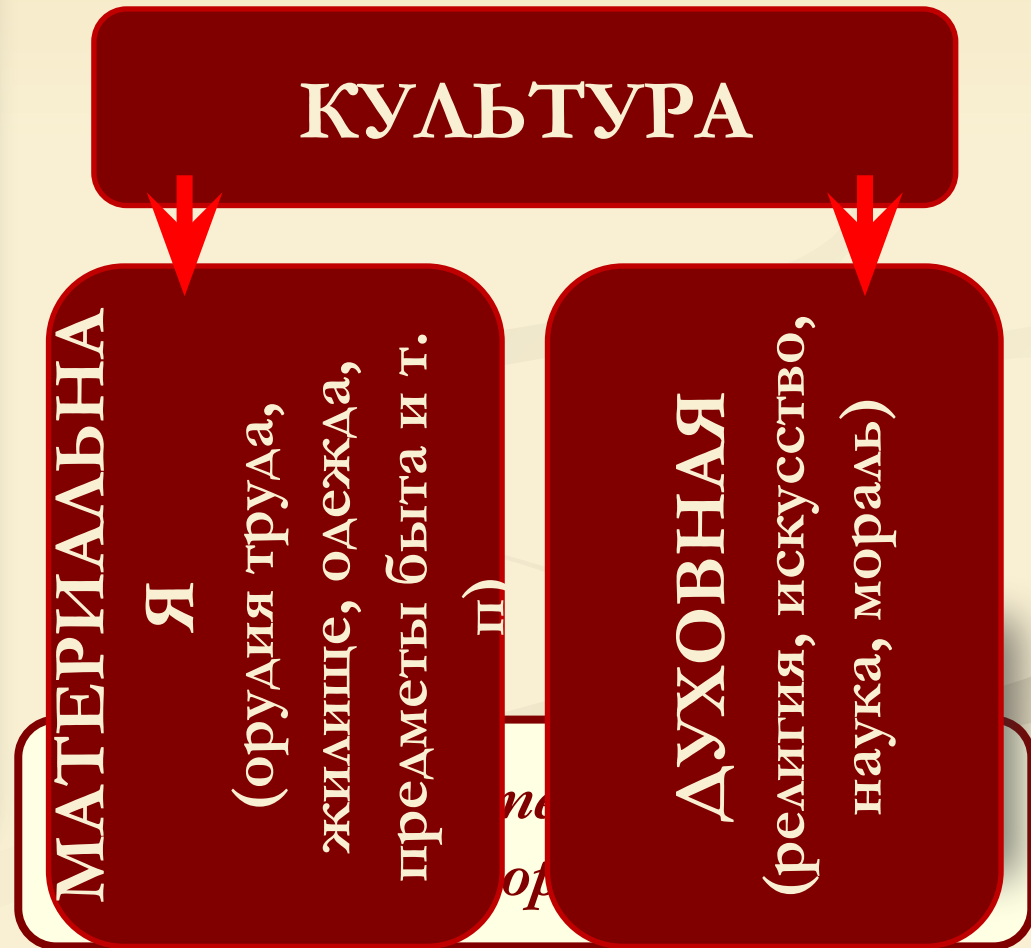 КУЛЬТУРА
МАТЕРИАЛЬНА
Я
(орудия труда,
жилище, одежда,
предметы быта и т.
п)
ДУХОВНАЯ
(религия, искусство,
наука, мораль)